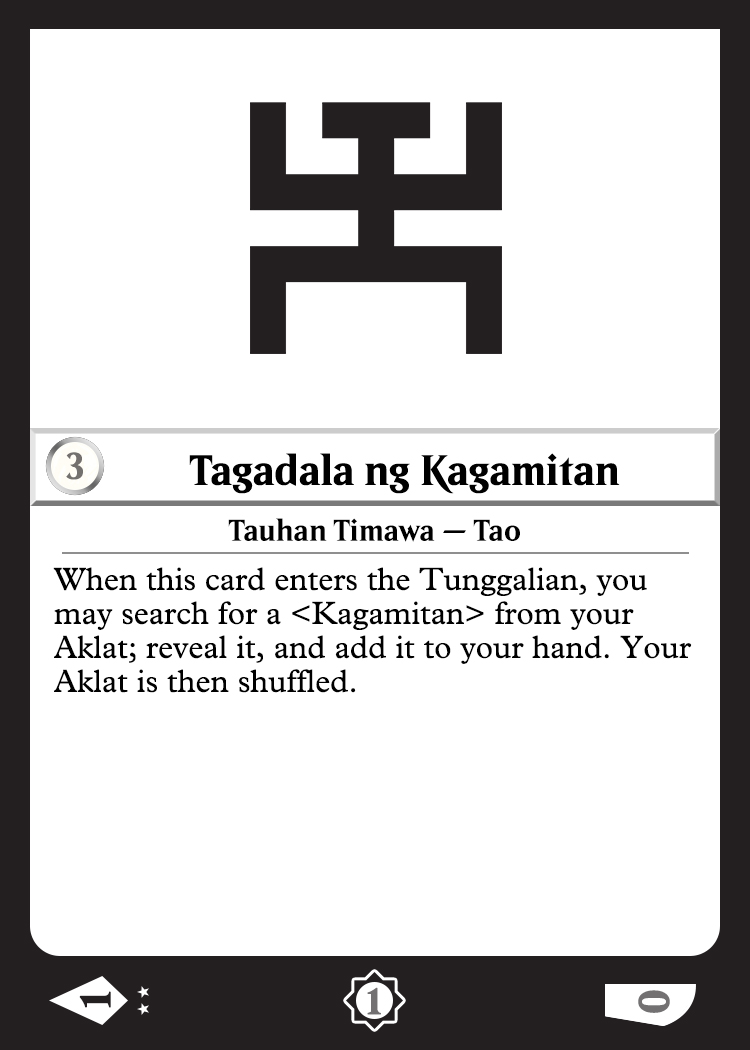 3
Tagadala ng Kagamitan
Tauhan Timawa — Tao
When this card enters the Tunggalian, you
may search for a <Kagamitan> from your
Aklat; reveal it, and add it to your hand. Your
Aklat is then shuffled.
1
1
0